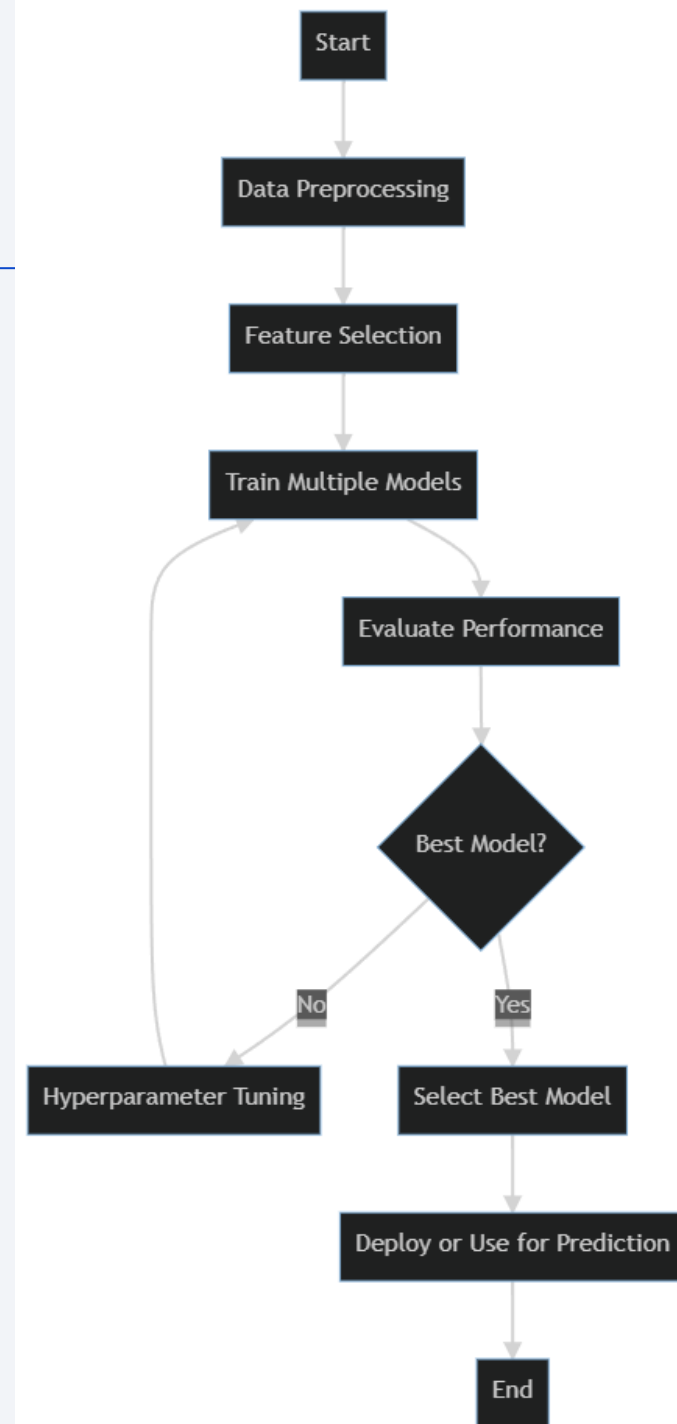 Start
Data Preprocessing
Feature Selection
Train Multiple Models
Evaluate Performance
Best Model?
No
Yes
Hyperparameter Tuning
Select Best Model
Deploy or Use for Prediction
End